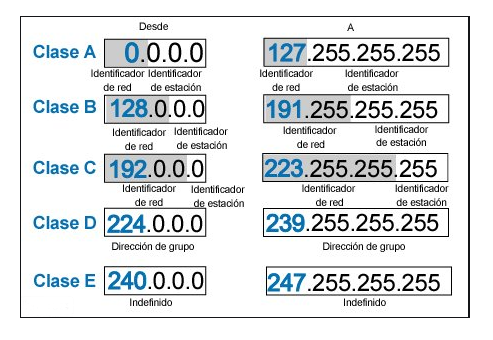 Desde A
Clase A 0.0.0.0 127.255.255.255
Identificador de red Identificador de estación Identificador de red Identificador de estación
Clase B 128.0.0.0 191.255.255.255
Identificador de red Identificador de estación Identificador de red Identificador de estación
Clase C 192.0.0.0 223.255.255.255
Identificador de red Identificador de estación Identificador de red Identificador de estación
Clase D 224.0.0.0 239.255.255.255
Dirección de grupo Dirección de grupo
Clase E 240.0.0.0 247.255.255.255
Indefinido Indefinido